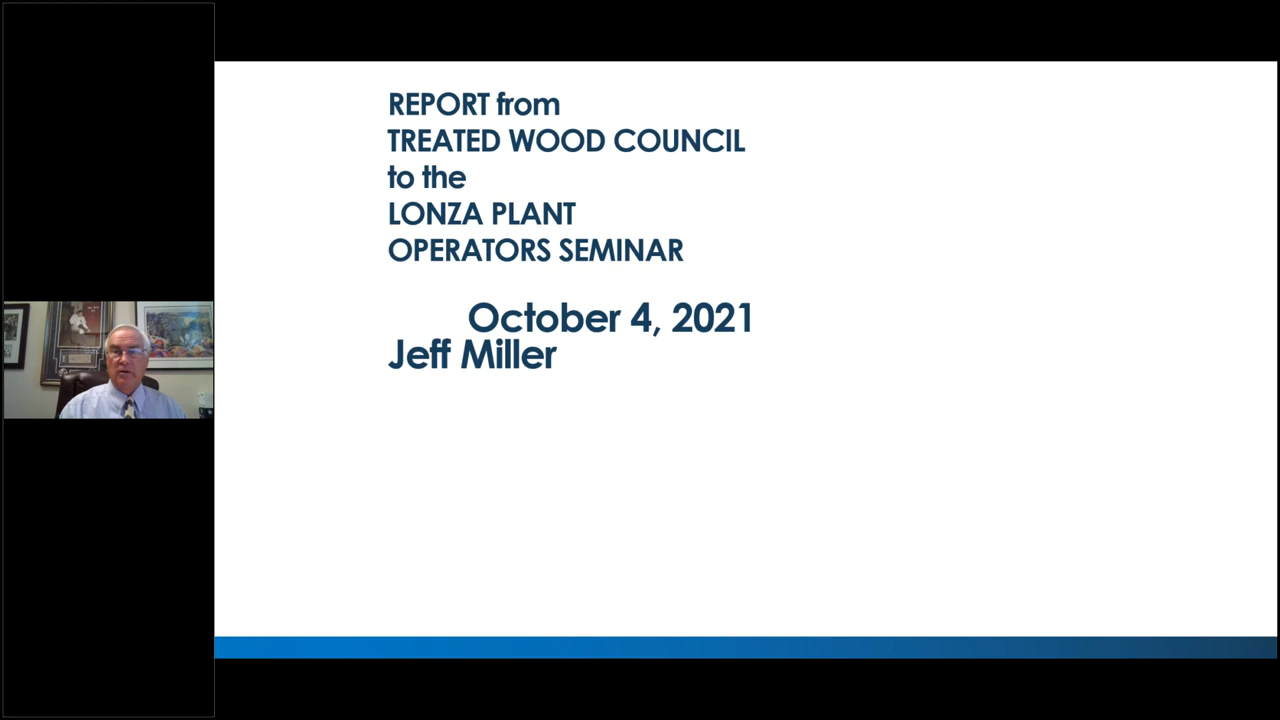 REPORT from
TREATED WOOD COUNCIL
to the
LONZA PLANT
OPERATORS SEMINAR
October 4, 2021
Jeff Miller